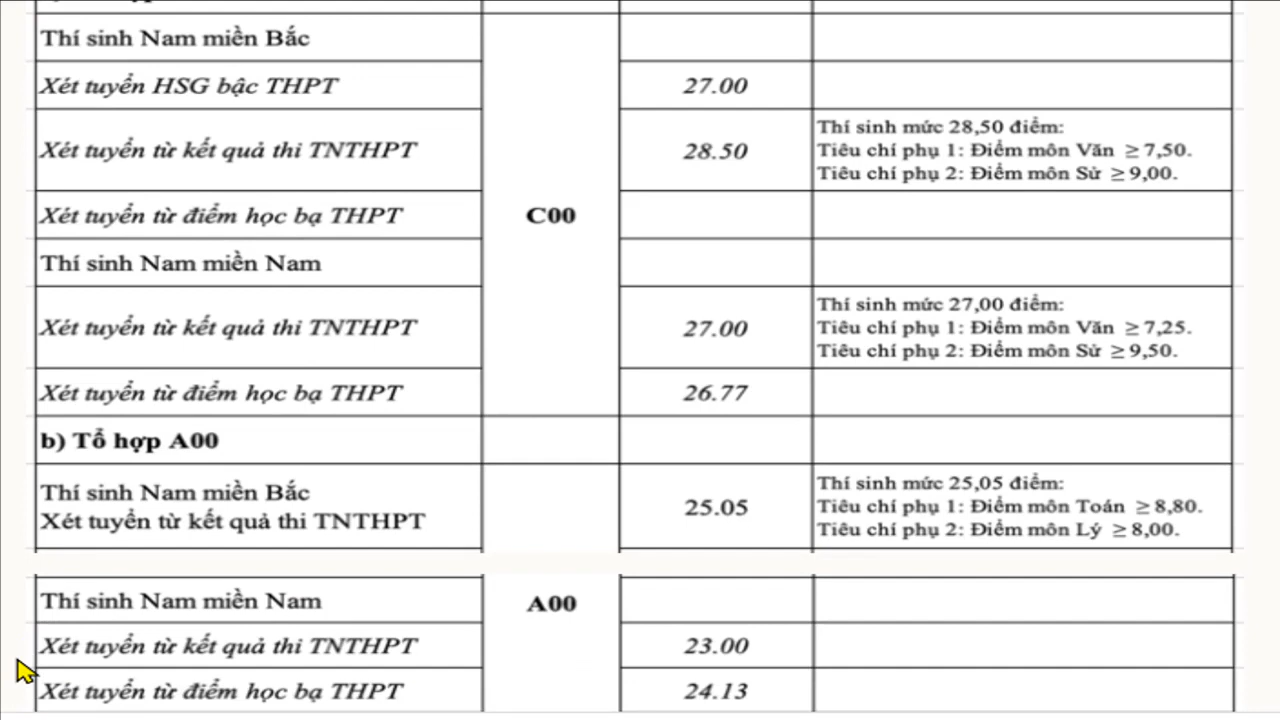 Thí sinh Nam miền Bắc
Xét tuyển HSG bậc THPT
27.00
Xét tuyển từ kết quả thi TNTHPT
28.50
Thí sinh mức 28,50 điểm:
Tiêu chí phụ 1: Điểm môn Văn ≥ 7,50.
Tiêu chí phụ 2: Điểm môn Sử ≥ 9,00.
Xét tuyển từ điểm học bạ THPT
C00
Thí sinh Nam miền Nam
Xét tuyển từ kết quả thi TNTHPT
27.00
Thí sinh mức 27,00 điểm:
Tiêu chí phụ 1: Điểm môn Văn ≥ 7,25.
Tiêu chí phụ 2: Điểm môn Sử ≥ 9,50.
Xét tuyển từ điểm học bạ THPT
26.77
b) Tổ hợp A00
Thí sinh Nam miền Bắc
Xét tuyển từ kết quả thi TNTHPT
25.05
Thí sinh mức 25,05 điểm:
Tiêu chí phụ 1: Điểm môn Toán ≥ 8,80.
Tiêu chí phụ 2: Điểm môn Lý ≥ 8,00.
Thí sinh Nam miền Nam
A00
Xét tuyển từ kết quả thi TNTHPT
23.00
Xét tuyển từ điểm học bạ THPT
24.13